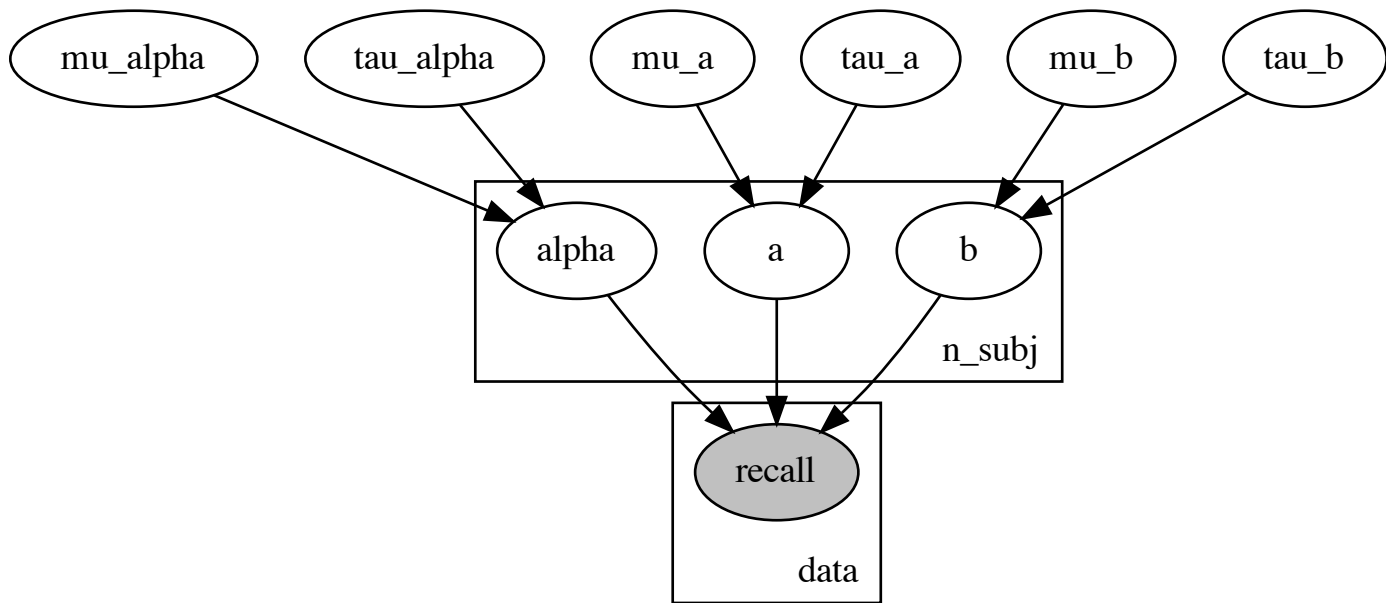 mu_alpha tau_alpha mu_a tau_a mu_b tau_b
alpha a b
n_subj
recall
data